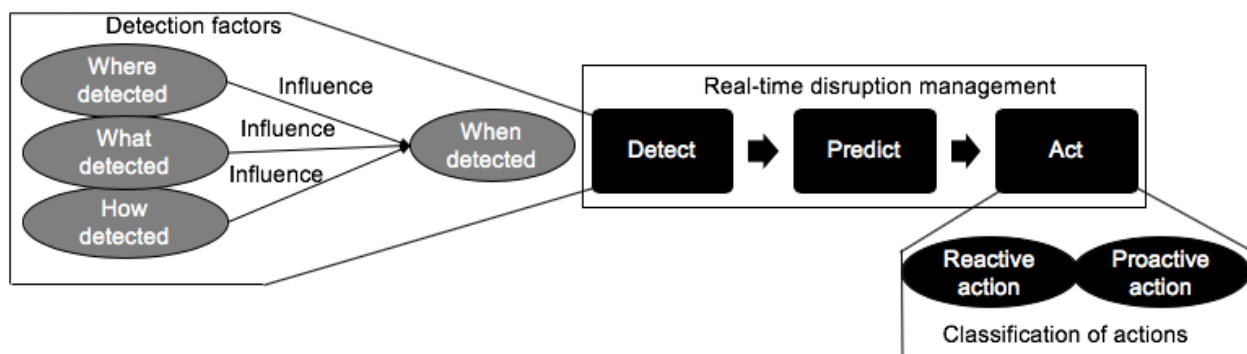 Detection factors
Where
detected
What
detected
How
detected
Influence
Influence
Influence
When
detected
Real-time disruption management
Detect
Predict
Act
Reactive
action
Proactive
action
Classification of actions